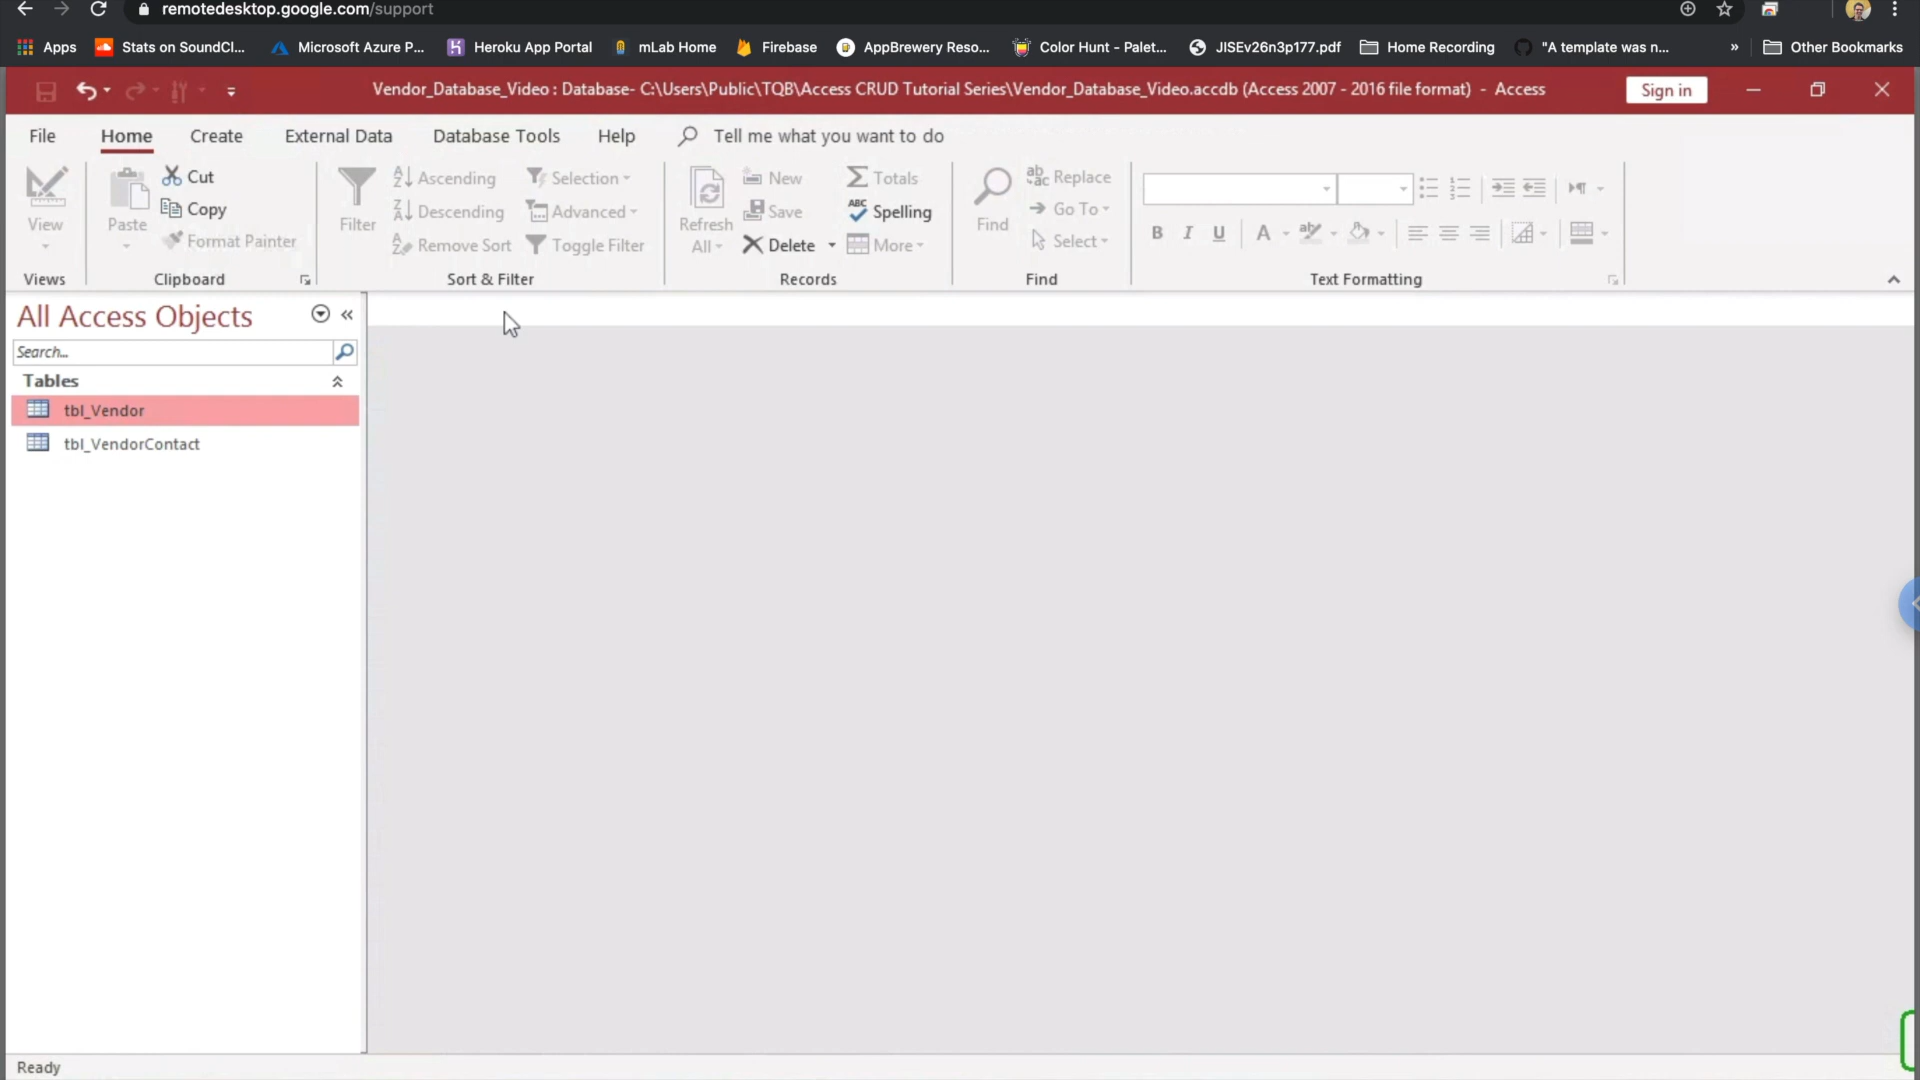 remotedesktop.google.com/support
Apps Stats on SoundCl... Microsoft Azure P... Heroku App Portal mLab Home Firebase AppBrewery Reso... Color Hunt - Palet... JISEv26n3p177.pdf Home Recording "A template was n... » Other Bookmarks
Vendor_Database_Video : Database- C:\Users\Public\TQB\Access CRUD Tutorial Series\Vendor_Database_Video.accdb (Access 2007 - 2016 file format) - Access Sign in
File Home Create External Data Database Tools Help Tell me what you want to do
Cut Ascending Selection New Totals Replace
Copy Descending Advanced Save Spelling Go To
View Paste Filter Refresh All Find
Format Painter Remove Sort Toggle Filter Delete More Select
B I U A
Views Clipboard Sort & Filter Records Find Text Formatting
All Access Objects «
Search...
Tables
tbl_Vendor
tbl_VendorContact
Ready